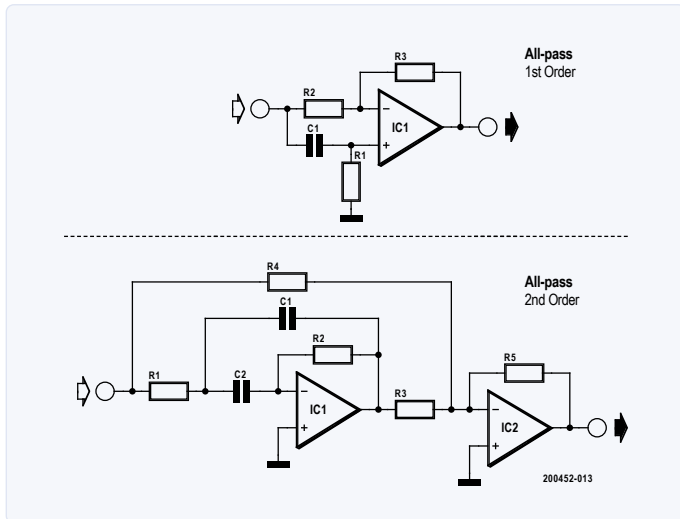 All-pass
1st Order
R3
R2
C1
IC1
R1
−
+
All-pass
2nd Order
R4
C1
R2
R5
R1
C2
IC1
R3
IC2
−
+
−
+
200452-013